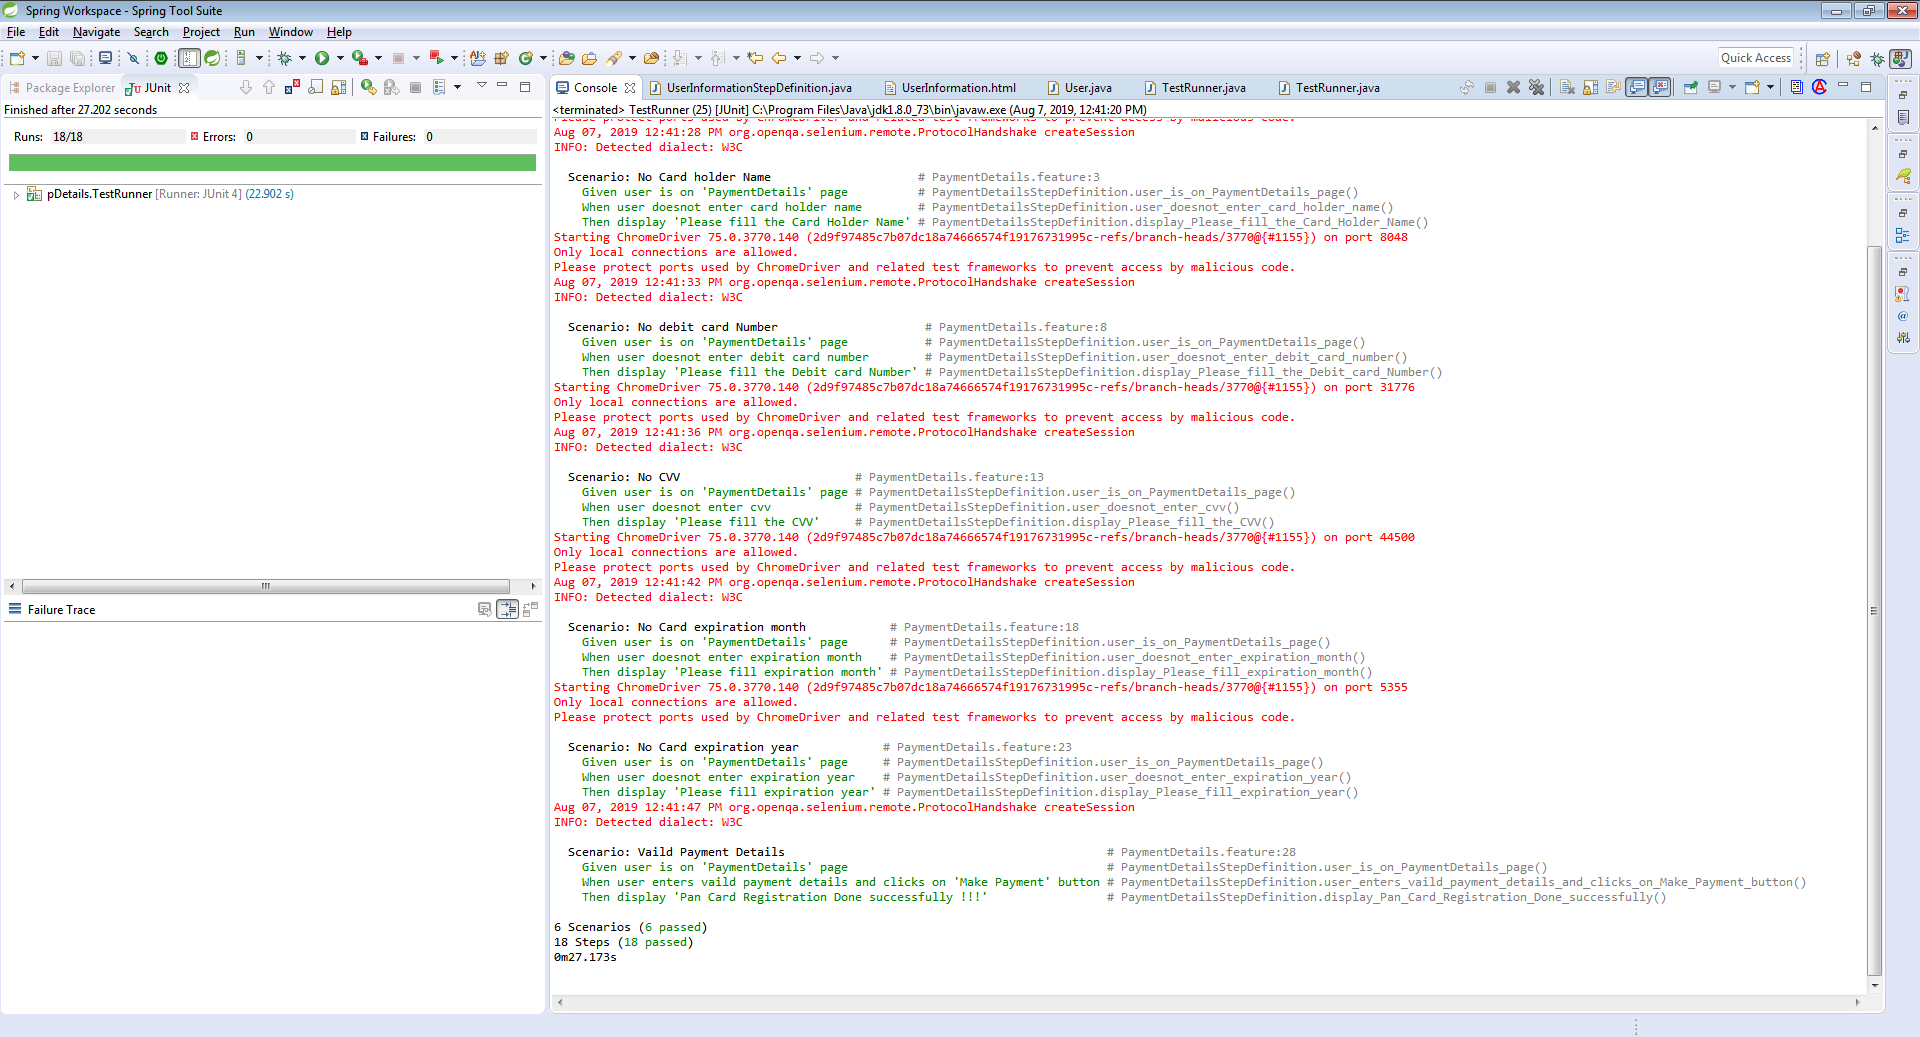 Spring Workspace - Spring Tool Suite
File Edit Navigate Search Project Run Window Help
Quick Access
Package Explorer JUnit
Finished after 27.202 seconds
Runs: 18/18 Errors: 0 Failures: 0
pDetails.TestRunner [Runner: JUnit 4] (22.902 s)
Failure Trace
Console UserInformationStepDefinition.java UserInformation.html User.java TestRunner.java TestRunner.java
<terminated> TestRunner (25) [JUnit] C:\Program Files\Java\jdk1.8.0_73\bin\javaw.exe (Aug 7, 2019, 12:41:20 PM)
Please protect ports used by ChromeDriver and related test frameworks to prevent access by malicious code.
Aug 07, 2019 12:41:28 PM org.openqa.selenium.remote.ProtocolHandshake createSession
INFO: Detected dialect: W3C
Scenario: No Card holder Name # PaymentDetails.feature:3
Given user is on 'PaymentDetails' page # PaymentDetailsStepDefinition.user_is_on_PaymentDetails_page()
When user doesnot enter card holder name # PaymentDetailsStepDefinition.user_doesnot_enter_card_holder_name()
Then display 'Please fill the Card Holder Name' # PaymentDetailsStepDefinition.display_Please_fill_the_Card_Holder_Name()
Starting ChromeDriver 75.0.3770.140 (2d9f97485c7b07dc18a74666574f19176731995c-refs/branch-heads/3770@{#1155}) on port 8048
Only local connections are allowed.
Please protect ports used by ChromeDriver and related test frameworks to prevent access by malicious code.
Aug 07, 2019 12:41:33 PM org.openqa.selenium.remote.ProtocolHandshake createSession
INFO: Detected dialect: W3C
Scenario: No debit card Number # PaymentDetails.feature:8
Given user is on 'PaymentDetails' page # PaymentDetailsStepDefinition.user_is_on_PaymentDetails_page()
When user doesnot enter debit card number # PaymentDetailsStepDefinition.user_doesnot_enter_debit_card_number()
Then display 'Please fill the Debit card Number' # PaymentDetailsStepDefinition.display_Please_fill_the_Debit_card_Number()
Starting ChromeDriver 75.0.3770.140 (2d9f97485c7b07dc18a74666574f19176731995c-refs/branch-heads/3770@{#1155}) on port 31776
Only local connections are allowed.
Please protect ports used by ChromeDriver and related test frameworks to prevent access by malicious code.
Aug 07, 2019 12:41:36 PM org.openqa.selenium.remote.ProtocolHandshake createSession
INFO: Detected dialect: W3C
Scenario: No CVV # PaymentDetails.feature:13
Given user is on 'PaymentDetails' page # PaymentDetailsStepDefinition.user_is_on_PaymentDetails_page()
When user doesnot enter cvv # PaymentDetailsStepDefinition.user_doesnot_enter_cvv()
Then display 'Please fill the CVV' # PaymentDetailsStepDefinition.display_Please_fill_the_CVV()
Starting ChromeDriver 75.0.3770.140 (2d9f97485c7b07dc18a74666574f19176731995c-refs/branch-heads/3770@{#1155}) on port 44500
Only local connections are allowed.
Please protect ports used by ChromeDriver and related test frameworks to prevent access by malicious code.
Aug 07, 2019 12:41:42 PM org.openqa.selenium.remote.ProtocolHandshake createSession
INFO: Detected dialect: W3C
Scenario: No Card expiration month # PaymentDetails.feature:18
Given user is on 'PaymentDetails' page # PaymentDetailsStepDefinition.user_is_on_PaymentDetails_page()
When user doesnot enter expiration month # PaymentDetailsStepDefinition.user_doesnot_enter_expiration_month()
Then display 'Please fill expiration month' # PaymentDetailsStepDefinition.display_Please_fill_expiration_month()
Starting ChromeDriver 75.0.3770.140 (2d9f97485c7b07dc18a74666574f19176731995c-refs/branch-heads/3770@{#1155}) on port 5355
Only local connections are allowed.
Please protect ports used by ChromeDriver and related test frameworks to prevent access by malicious code.
Scenario: No Card expiration year # PaymentDetails.feature:23
Given user is on 'PaymentDetails' page # PaymentDetailsStepDefinition.user_is_on_PaymentDetails_page()
When user doesnot enter expiration year # PaymentDetailsStepDefinition.user_doesnot_enter_expiration_year()
Then display 'Please fill expiration year' # PaymentDetailsStepDefinition.display_Please_fill_expiration_year()
Aug 07, 2019 12:41:47 PM org.openqa.selenium.remote.ProtocolHandshake createSession
INFO: Detected dialect: W3C
Scenario: Vaild Payment Details # PaymentDetails.feature:28
Given user is on 'PaymentDetails' page # PaymentDetailsStepDefinition.user_is_on_PaymentDetails_page()
When user enters vaild payment details and clicks on 'Make Payment' button # PaymentDetailsStepDefinition.user_enters_vaild_payment_details_and_clicks_on_Make_Payment_button()
Then display 'Pan Card Registration Done successfully !!!' # PaymentDetailsStepDefinition.display_Pan_Card_Registration_Done_successfully()
6 Scenarios (6 passed)
18 Steps (18 passed)
0m27.173s